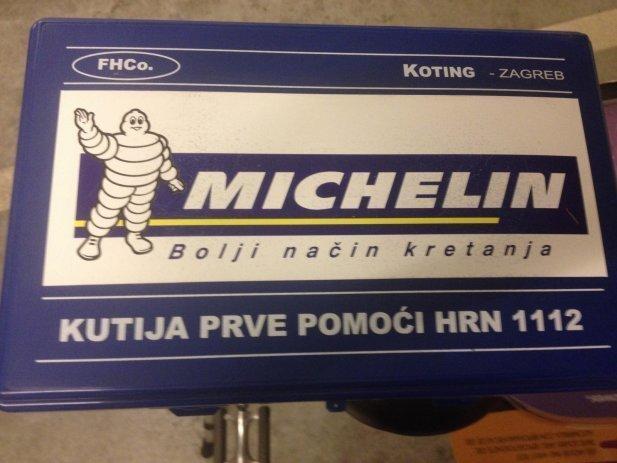 FHCo.
KOTING - ZAGREB
MICHELIN
Bolji način kretanja
KUTIJA PRVE POMOĆI HRN 1112